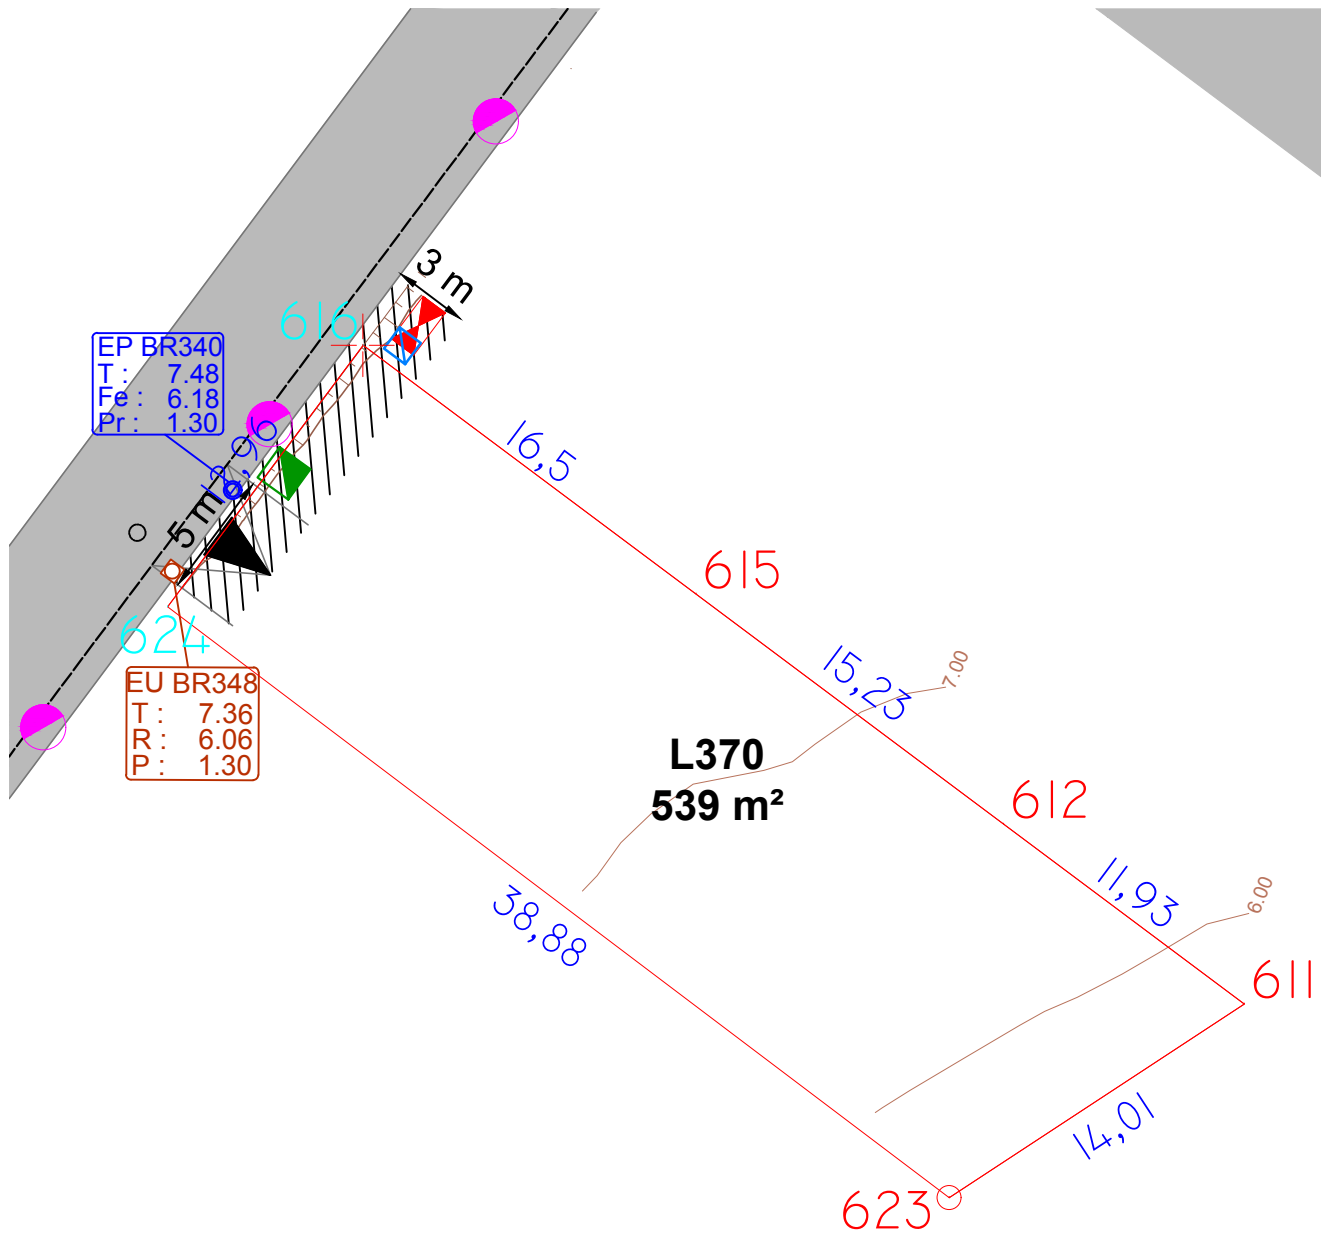 3 m
616
EP BR340
T : 7.48
Fe : 6.18
Pr : 1.30
12,96
5 m
16,5
615
624
EU BR348
T : 7.36
R : 6.06
P : 1.30
15,23
7.00
L370
539 m²
612
11,93
6.00
38,88
611
14,01
623